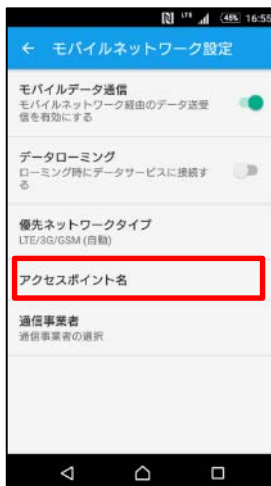 LTE 45% 16:55
モバイルネットワーク設定
モバイルデータ通信
モバイルネットワーク経由のデータ送受
信を有効にする
データローミング
ローミング時にデータサービスに接続す
る
優先ネットワークタイプ
LTE/3G/GSM (自動)
アクセスポイント名
通信事業者
通信事業者の選択